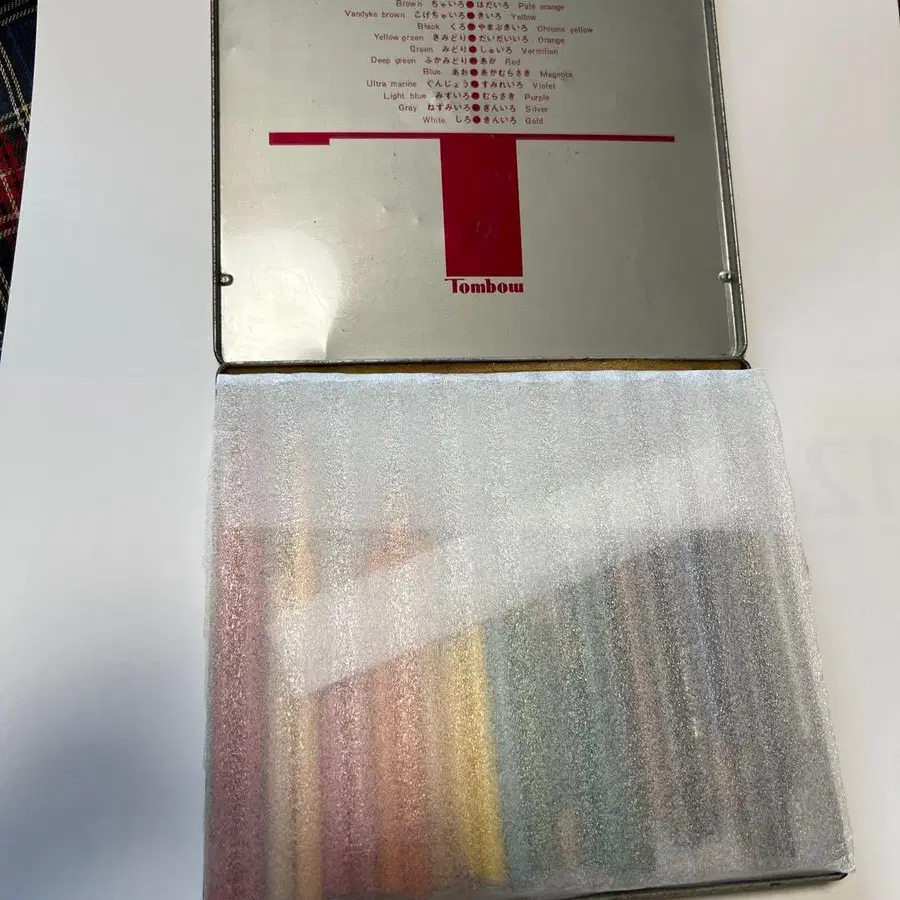 Brown ちゃいろ●はだいろ Pale orange
Vandyke brown こげちゃいろ●きいろ Yellow
Black くろ●やまぶきいろ Chrome yellow
Yellow green きみどり●だいだいいろ Orange
Green みどり●しゅいろ Vermilion
Deep green ふかみどり●あか Red
Blue あお●あかむらさき Magenta
Ultra marine ぐんじょう●すみれいろ Violet
Light blue みずいろ●むらさき Purple
Gray ねずみいろ●ぎんいろ Silver
White しろ●きんいろ Gold
Tombow